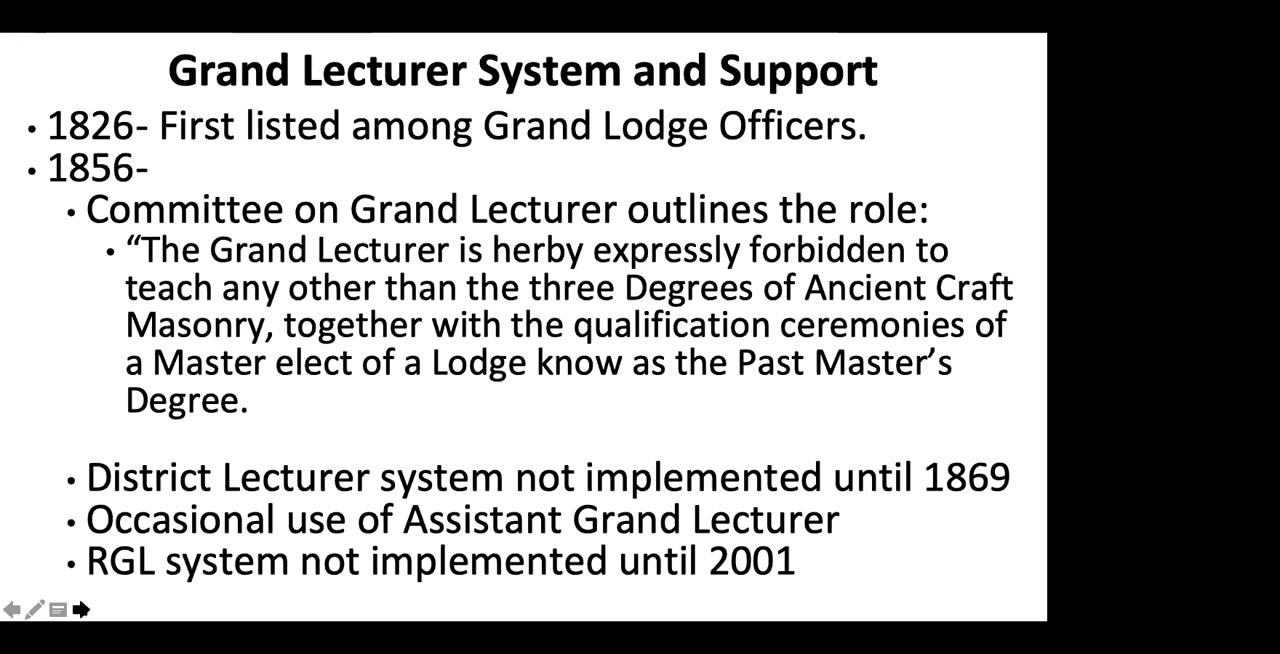 Grand Lecturer System and Support
• 1826- First listed among Grand Lodge Officers.
• 1856-
• Committee on Grand Lecturer outlines the role:
• “The Grand Lecturer is herby expressly forbidden to
teach any other than the three Degrees of Ancient Craft
Masonry, together with the qualification ceremonies of
a Master elect of a Lodge know as the Past Master’s
Degree.
• District Lecturer system not implemented until 1869
• Occasional use of Assistant Grand Lecturer
• RGL system not implemented until 2001